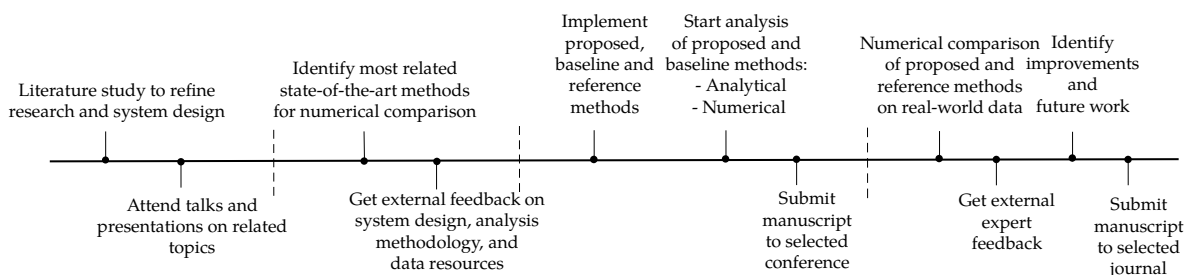 Literature study to refine
research and system design
Attend talks and
presentations on related
topics
Identify most related
state-of-the-art methods
for numerical comparison
Get external feedback on
system design, analysis
methodology, and
data resources
Implement
proposed,
baseline and
reference
methods
Start analysis
of proposed and
baseline methods:
- Analytical
- Numerical
Submit
manuscript
to selected
conference
Numerical comparison
of proposed and
reference methods
on real-world data
Get external
expert
feedback
Identify
improvements
and
future work
Submit
manuscript
to selected
journal